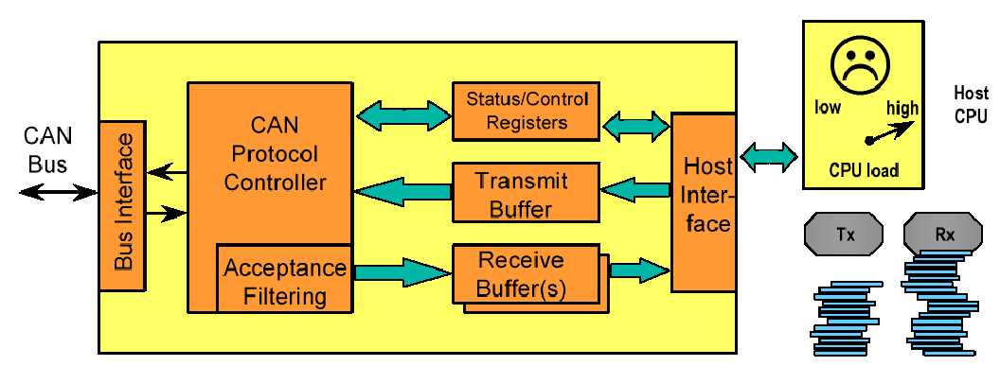 CAN
Bus
Bus Interface
CAN
Protocol
Controller
Acceptance
Filtering
Status/Control
Registers
Transmit
Buffer
Receive
Buffer(s)
Host
Inter-
face
low
high
CPU load
Host
CPU
Tx
Rx